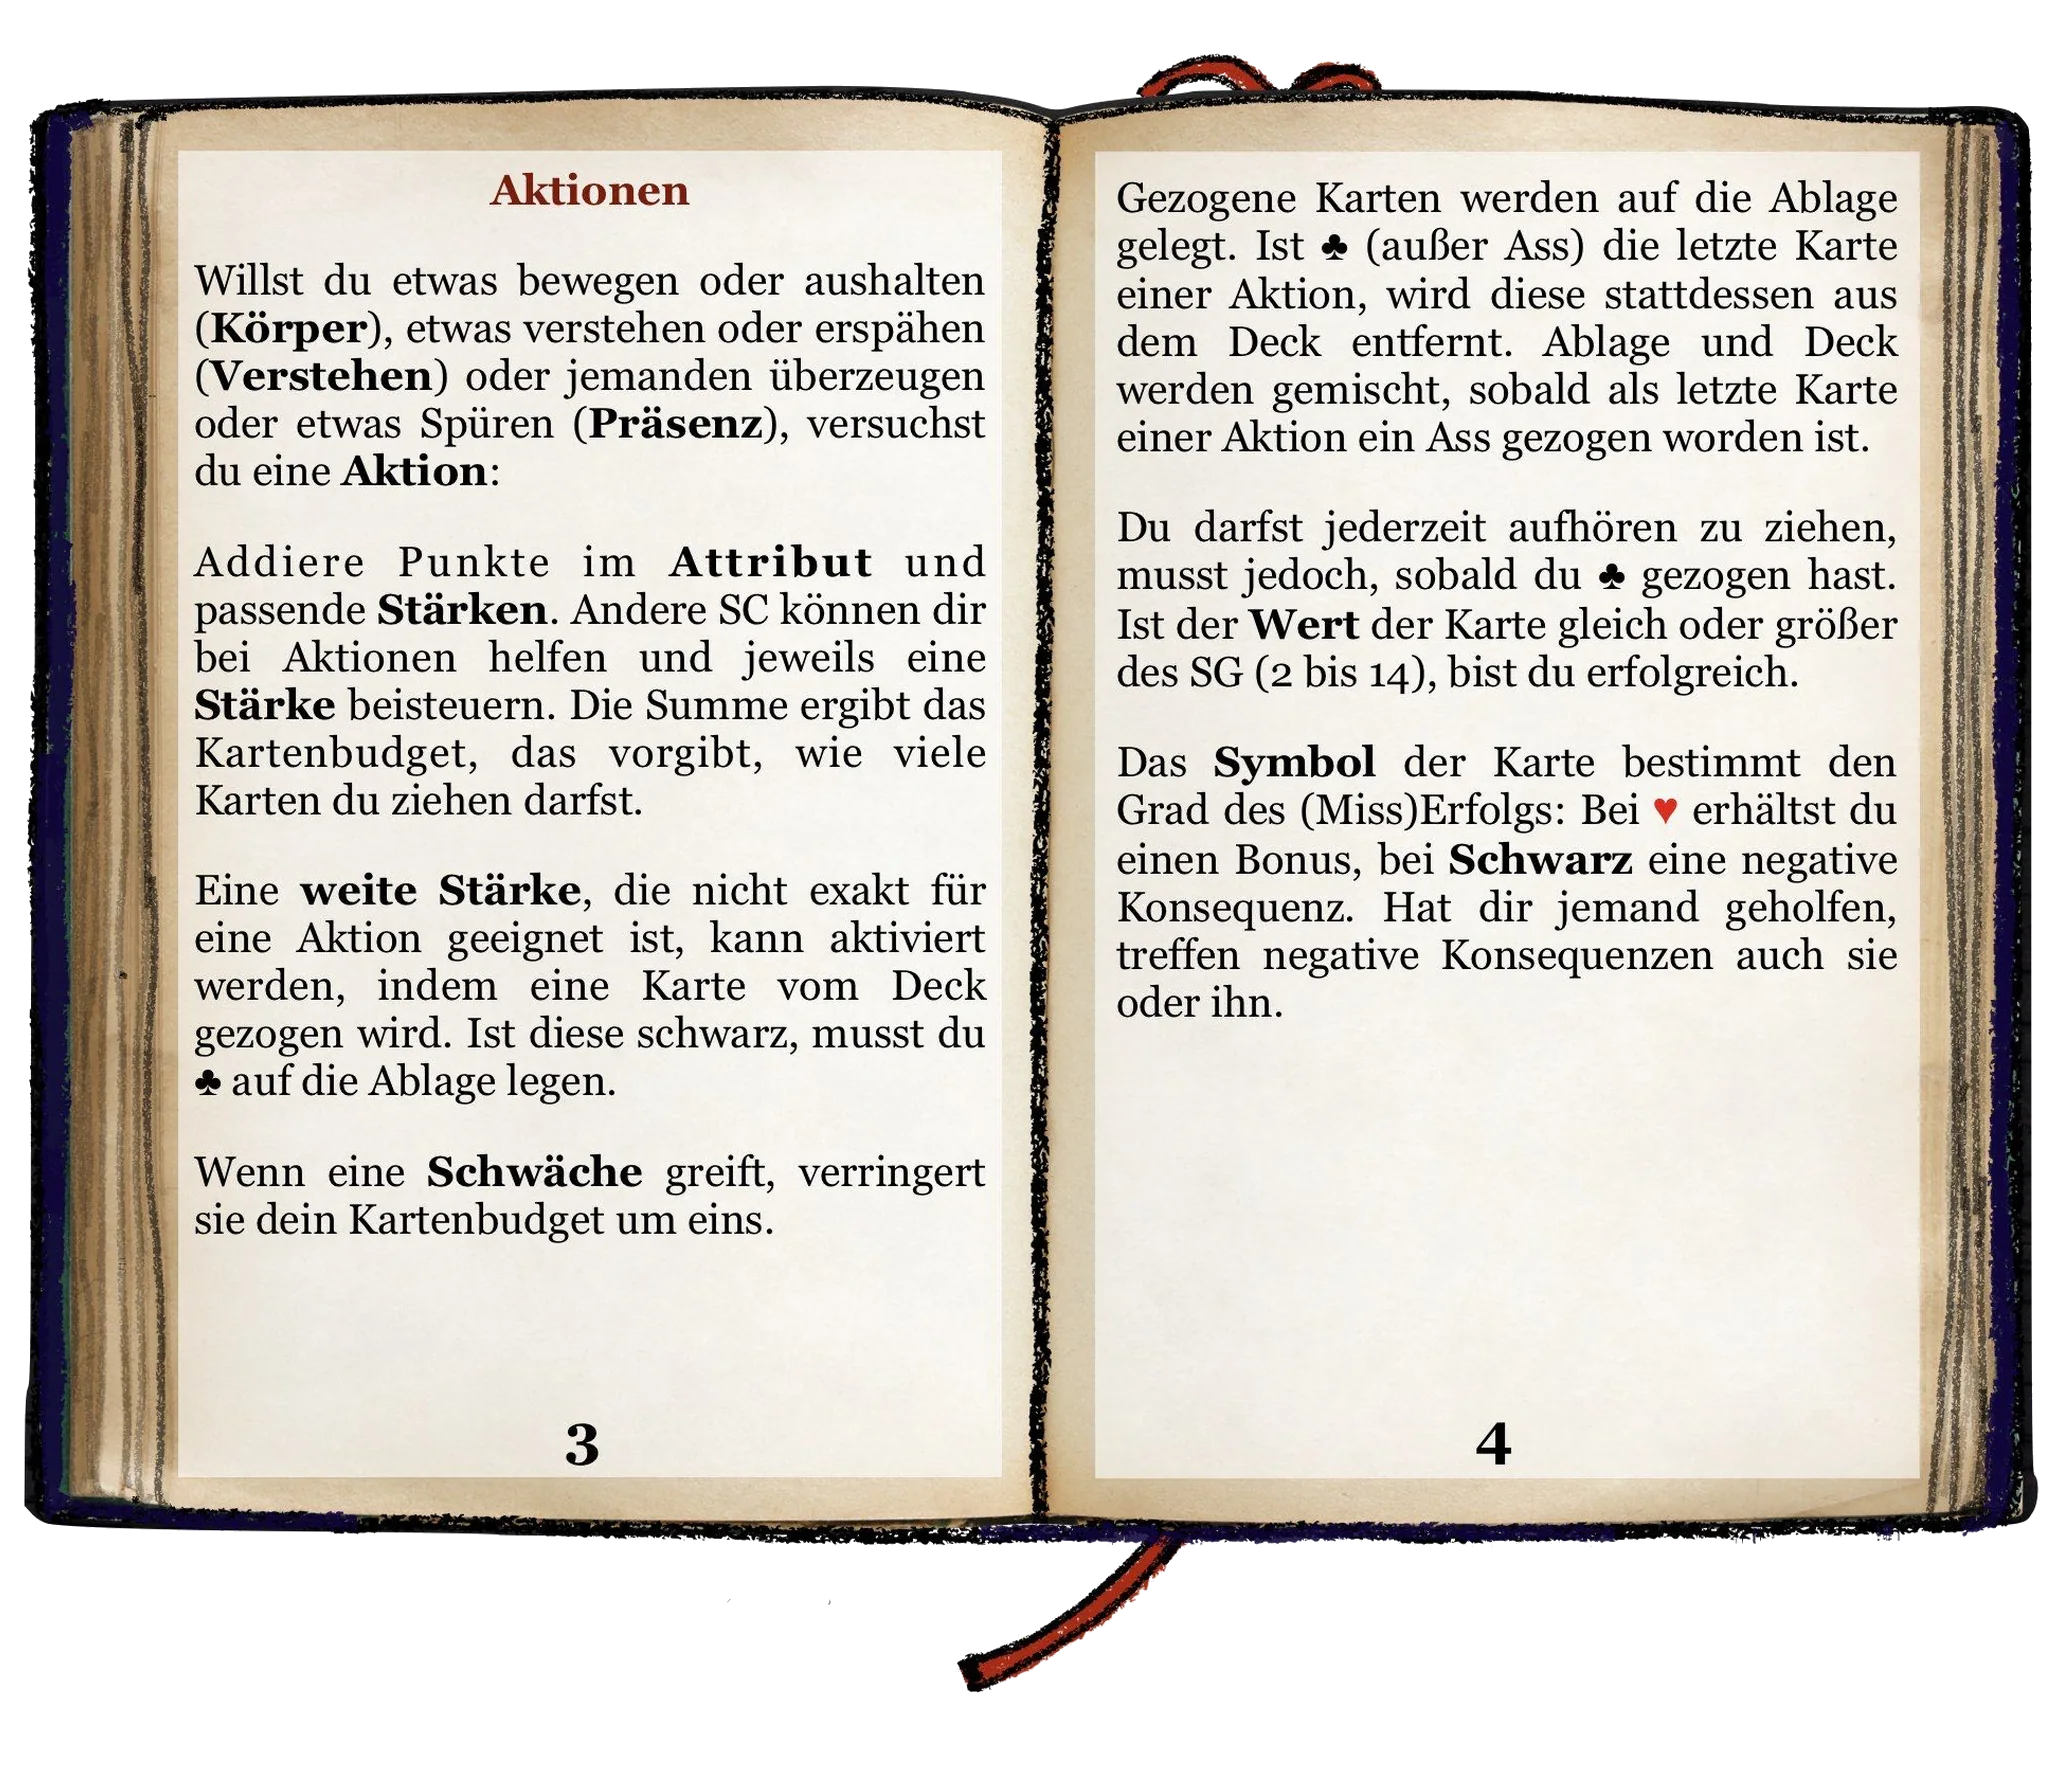 Aktionen
Willst du etwas bewegen oder aushalten
(Körper), etwas verstehen oder erspähen
(Verstehen) oder jemanden überzeugen
oder etwas Spüren (Präsenz), versuchst
du eine Aktion:
Addiere Punkte im Attribut und
passende Stärken. Andere SC können dir
bei Aktionen helfen und jeweils eine
Stärke beisteuern. Die Summe ergibt das
Kartenbudget, das vorgibt, wie viele
Karten du ziehen darfst.
Eine weite Stärke, die nicht exakt für
eine Aktion geeignet ist, kann aktiviert
werden, indem eine Karte vom Deck
gezogen wird. Ist diese schwarz, musst du
♣ auf die Ablage legen.
Wenn eine Schwäche greift, verringert
sie dein Kartenbudget um eins.
3
Gezogene Karten werden auf die Ablage
gelegt. Ist ♣ (außer Ass) die letzte Karte
einer Aktion, wird diese stattdessen aus
dem Deck entfernt. Ablage und Deck
werden gemischt, sobald als letzte Karte
einer Aktion ein Ass gezogen worden ist.
Du darfst jederzeit aufhören zu ziehen,
musst jedoch, sobald du ♣ gezogen hast.
Ist der Wert der Karte gleich oder größer
des SG (2 bis 14), bist du erfolgreich.
Das Symbol der Karte bestimmt den
Grad des (Miss)Erfolgs: Bei ♥ erhältst du
einen Bonus, bei Schwarz eine negative
Konsequenz. Hat dir jemand geholfen,
treffen negative Konsequenzen auch sie
oder ihn.
4